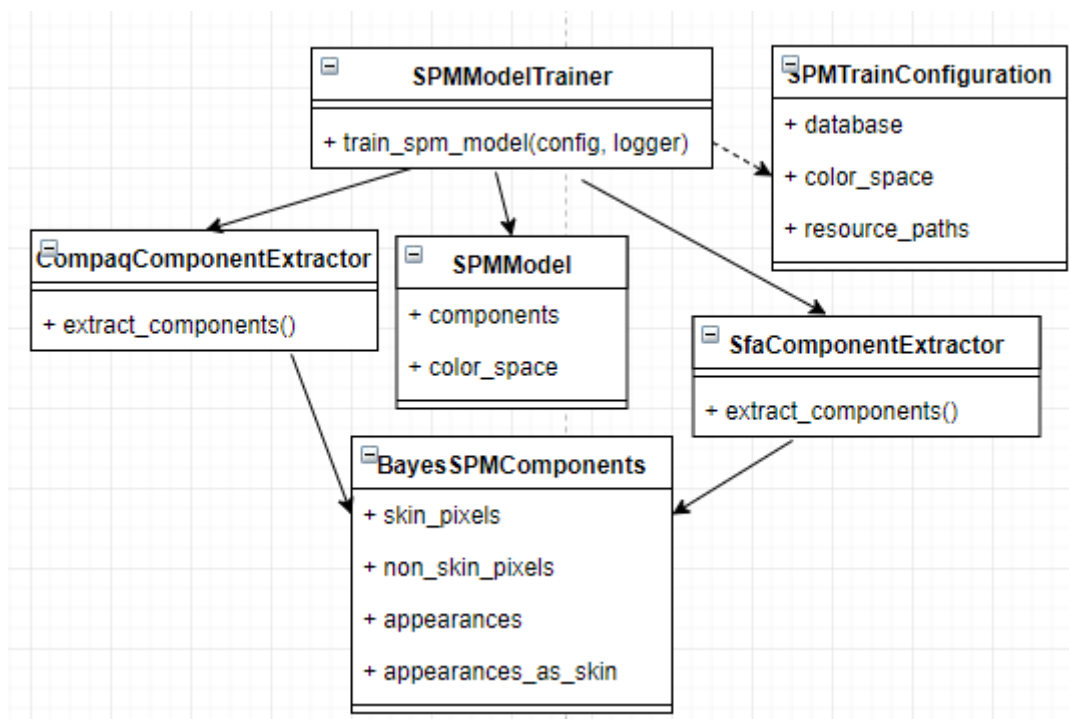 SPMModelTrainer
+ train_spm_model(config, logger)
SPMTrainConfiguration
+ database
+ color_space
+ resource_paths
CompaqComponentExtractor
+ extract_components()
SPMModel
+ components
+ color_space
SfaComponentExtractor
+ extract_components()
BayesSPMComponents
+ skin_pixels
+ non_skin_pixels
+ appearances
+ appearances_as_skin